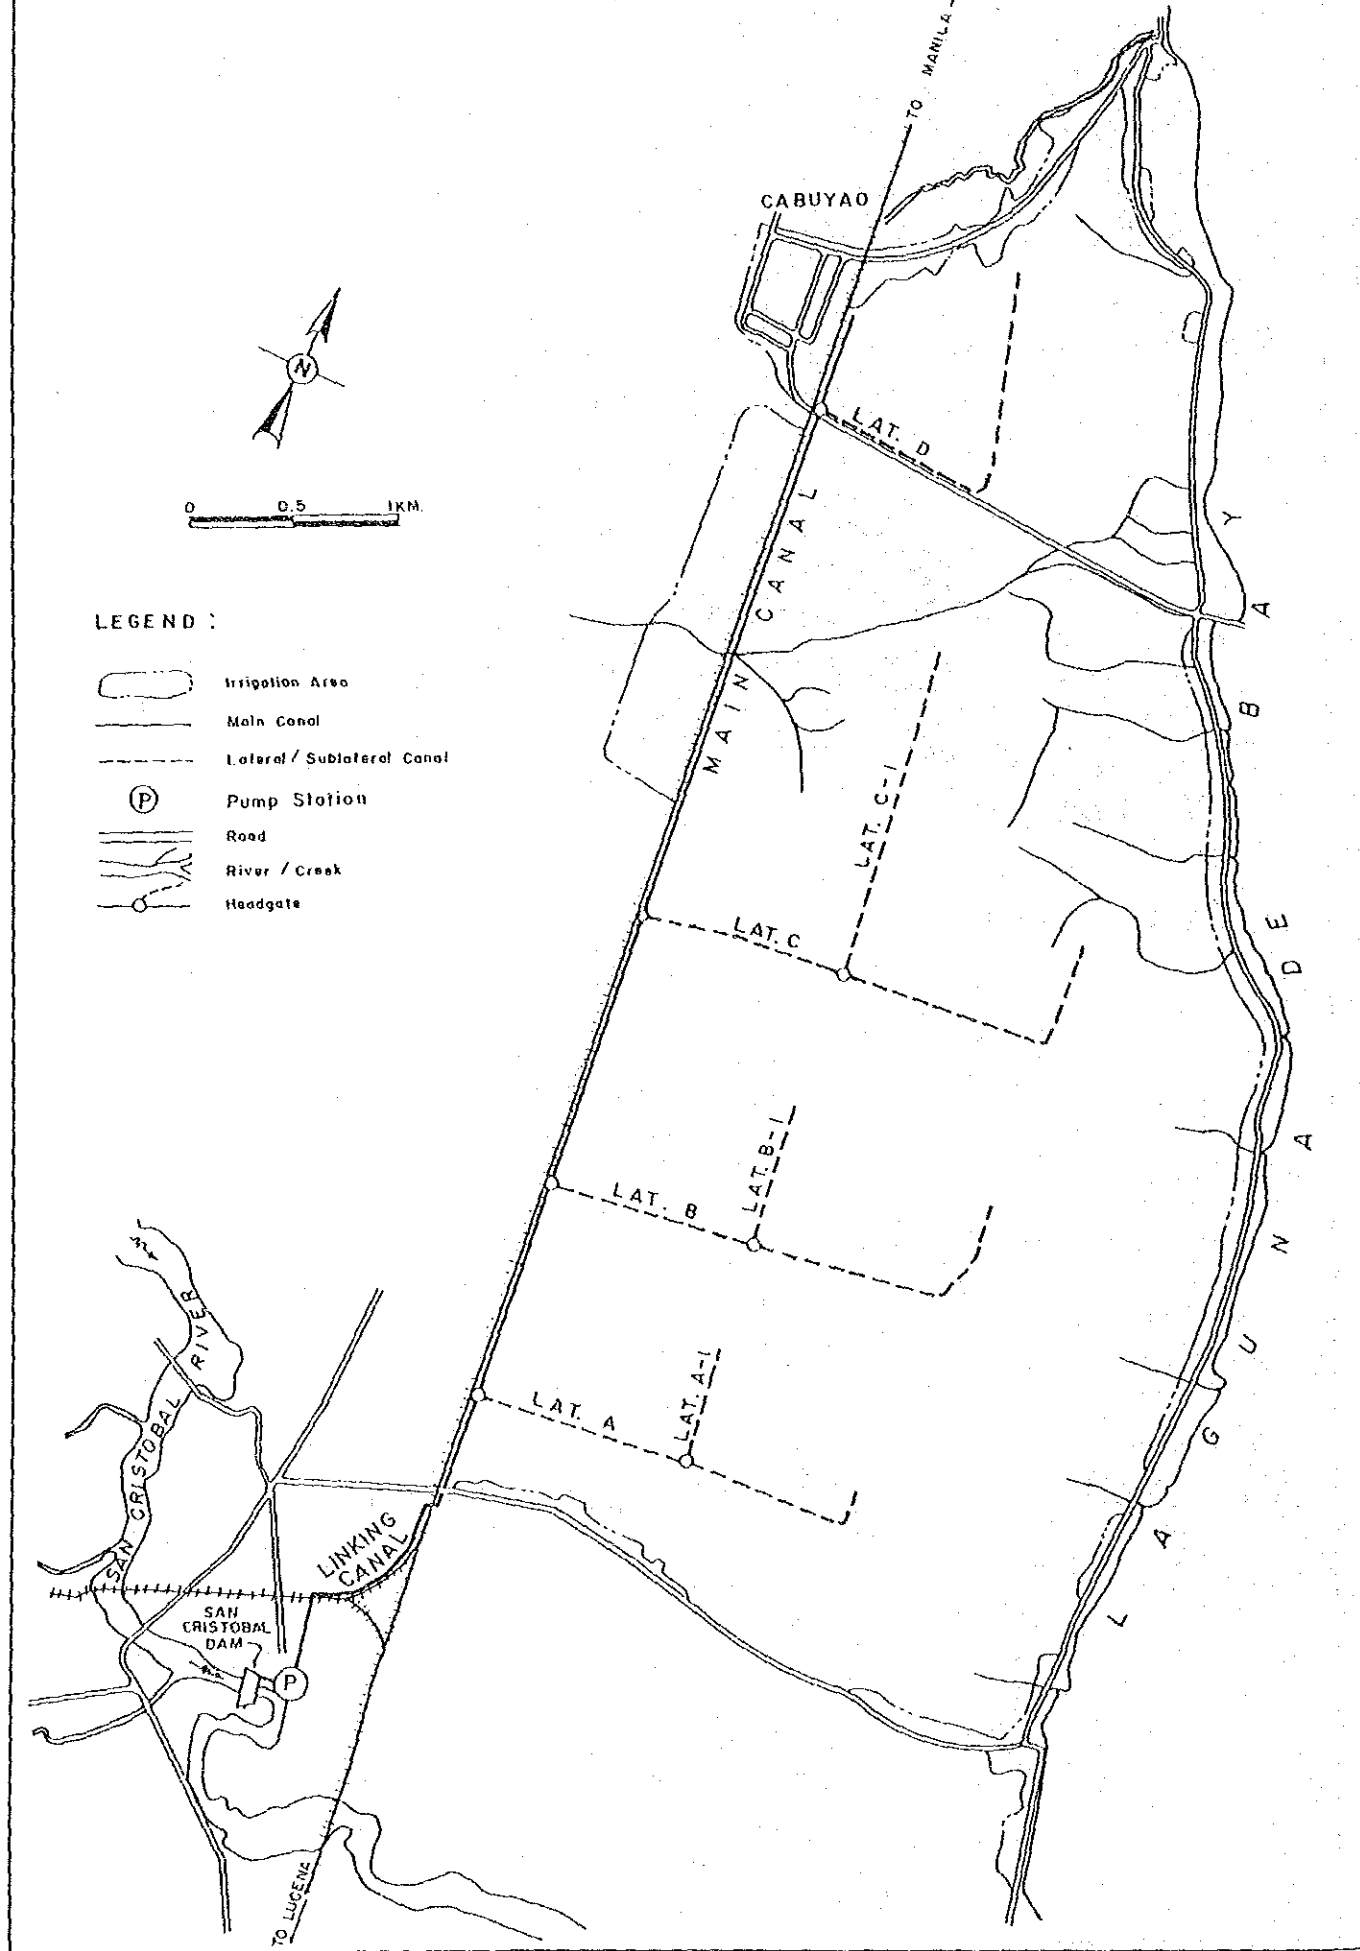 TO MANILA
CABUYAO
N
0 0.5 1KM.
LAT. D
MAIN CANAL
LEGEND :
Irrigation Area
Main Canal
Lateral / Sublateral Canal
P Pump Station
Road
River / Creek
Headgate
LAT. C-1
LAT. C
LAT. B-1
LAT. B
LAT. A-1
LAT. A
LAGUNA DE BAY
SAN CRISTOBAL RIVER
LINKING
CANAL
SAN
CRISTOBAL
DAM
P
TO LUCENA